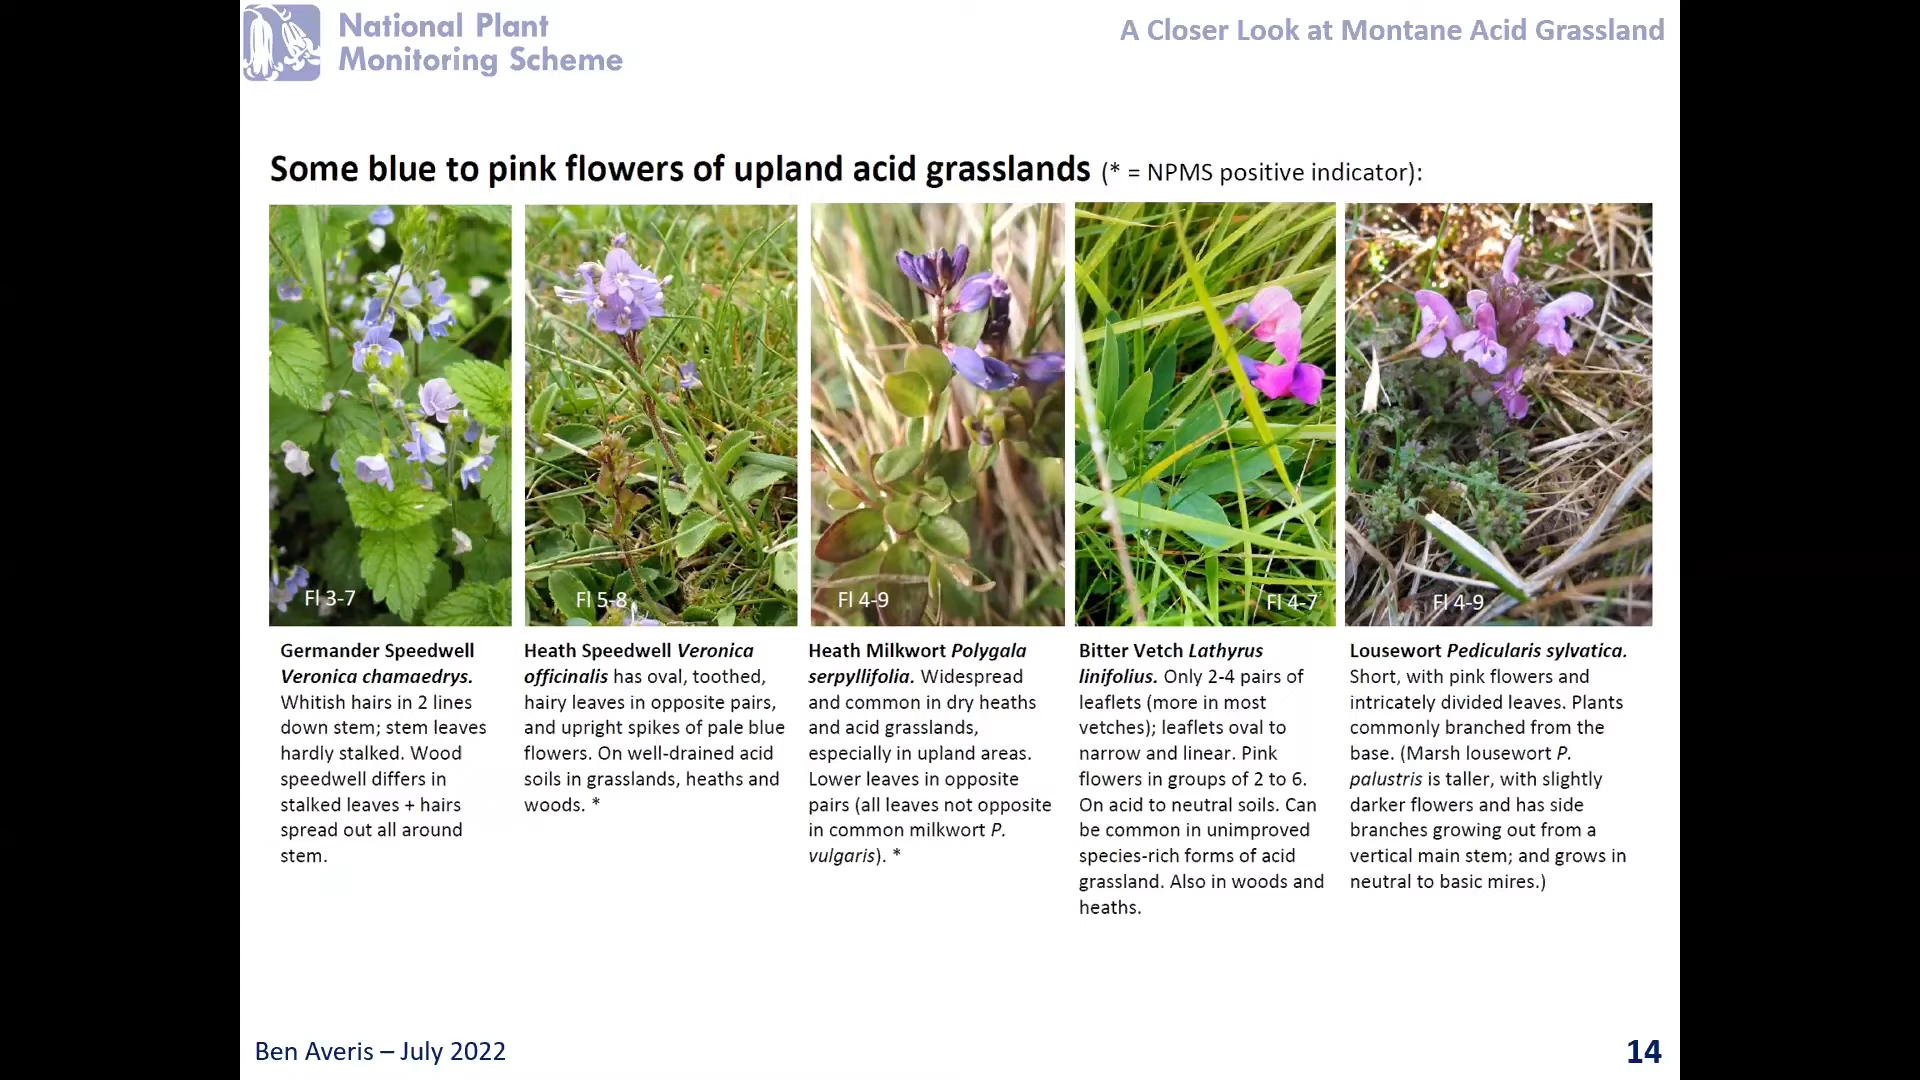 National Plant
Monitoring Scheme
A Closer Look at Montane Acid Grassland
Some blue to pink flowers of upland acid grasslands (* = NPMS positive indicator):
Fl 3-7
Fl 5-8
Fl 4-9
Fl 4-7
Fl 4-9
Germander Speedwell
Veronica chamaedrys.
Whitish hairs in 2 lines
down stem; stem leaves
hardly stalked. Wood
speedwell differs in
stalked leaves + hairs
spread out all around
stem.
Heath Speedwell Veronica
officinalis has oval, toothed,
hairy leaves in opposite pairs,
and upright spikes of pale blue
flowers. On well-drained acid
soils in grasslands, heaths and
woods. *
Heath Milkwort Polygala
serpyllifolia. Widespread
and common in dry heaths
and acid grasslands,
especially in upland areas.
Lower leaves in opposite
pairs (all leaves not opposite
in common milkwort P.
vulgaris). *
Bitter Vetch Lathyrus
linifolius. Only 2-4 pairs of
leaflets (more in most
vetches); leaflets oval to
narrow and linear. Pink
flowers in groups of 2 to 6.
On acid to neutral soils. Can
be common in unimproved
species-rich forms of acid
grassland. Also in woods and
heaths.
Lousewort Pedicularis sylvatica.
Short, with pink flowers and
intricately divided leaves. Plants
commonly branched from the
base. (Marsh lousewort P.
palustris is taller, with slightly
darker flowers and has side
branches growing out from a
vertical main stem; and grows in
neutral to basic mires.)
Ben Averis – July 2022
14